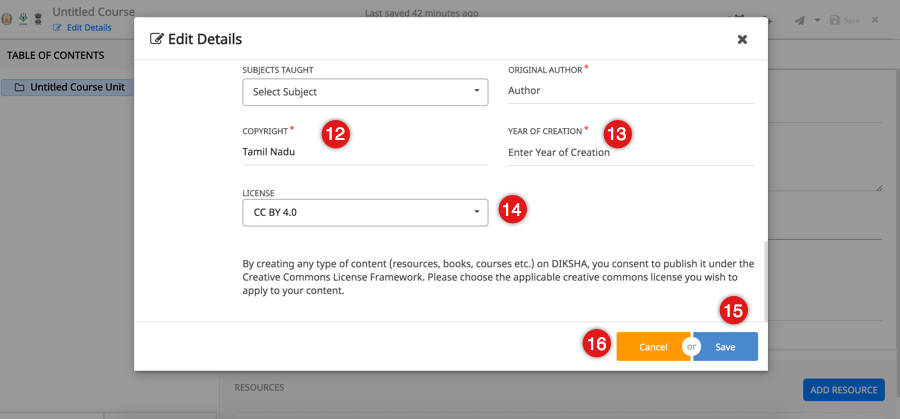 Untitled Course
Edit Details
Last saved 42 minutes ago
Save
TABLE OF CONTENTS
Untitled Course Unit
Edit Details
SUBJECTS TAUGHT
Select Subject
ORIGINAL AUTHOR *
Author
COPYRIGHT *
12
Tamil Nadu
YEAR OF CREATION *
13
Enter Year of Creation
LICENSE
CC BY 4.0
14
By creating any type of content (resources, books, courses etc.) on DIKSHA, you consent to publish it under the
Creative Commons License Framework. Please choose the applicable creative commons license you wish to
apply to your content.
15
16
Cancel or Save
RESOURCES
ADD RESOURCE